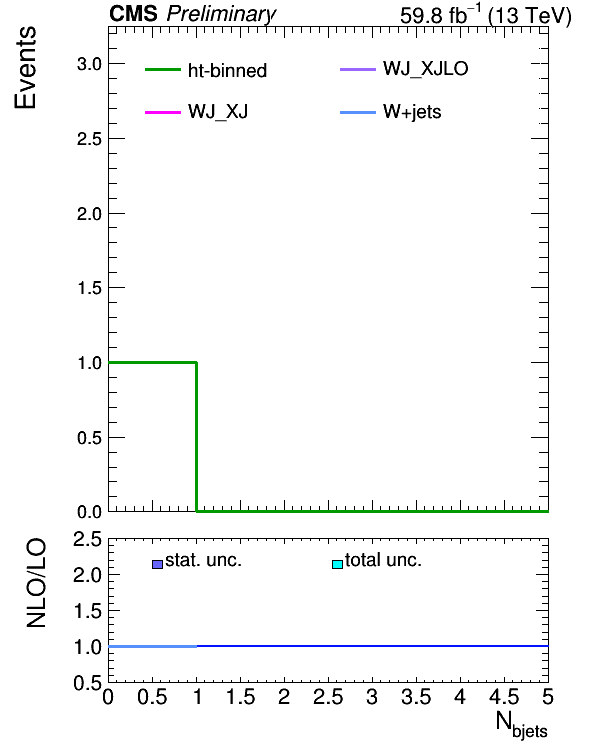 CMS Preliminary 59.8 fb⁻¹ (13 TeV)
Events
ht-binned WJ_XJLO
WJ_XJ W+jets
3.0
2.5
2.0
1.5
1.0
0.5
0.0
NLO/LO
stat. unc. total unc.
2.5
2.0
1.5
1.0
0.5
0 0.5 1 1.5 2 2.5 3 3.5 4 4.5 5
N_bjets